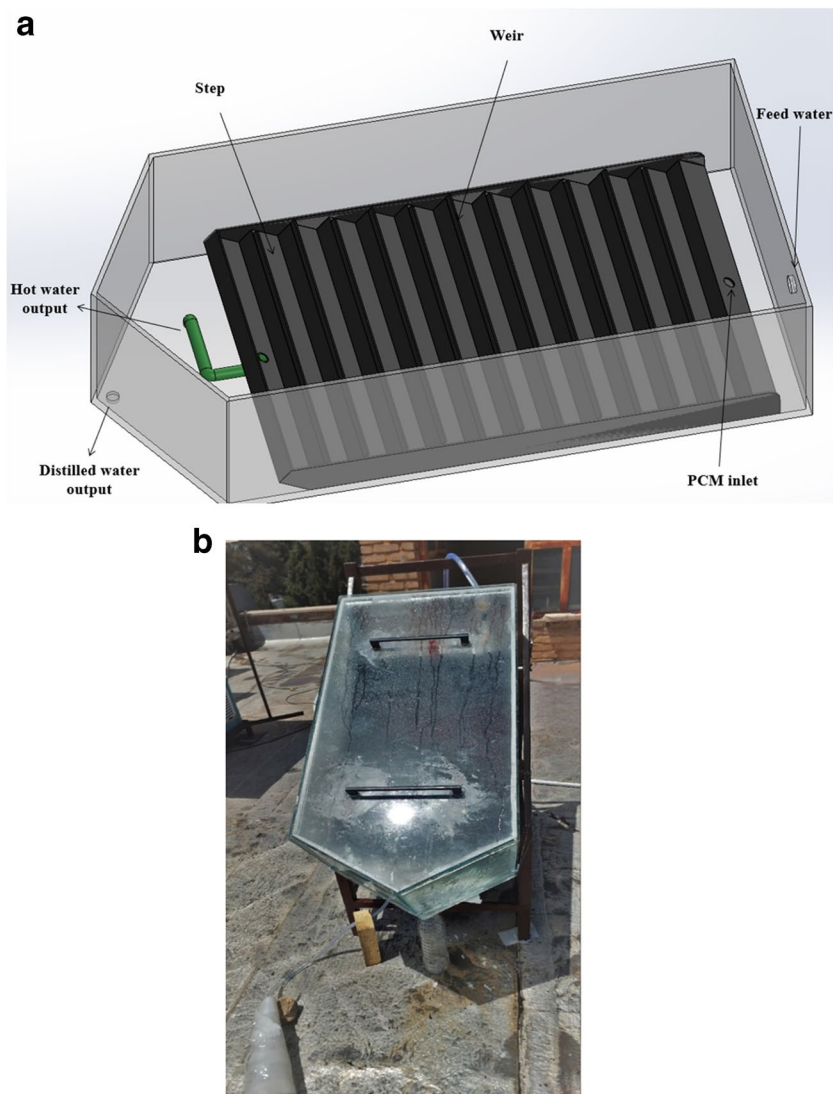 a
Weir
Step
Feed water
Hot water
output
Distilled water
output
PCM inlet
b